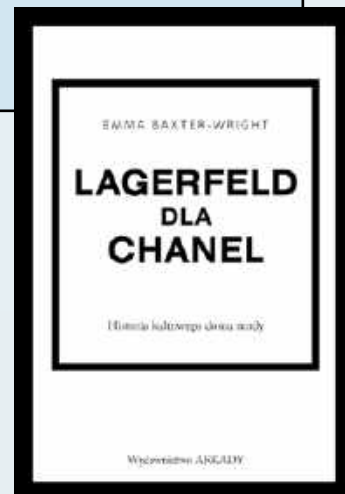 EMMA BAXTER-WRIGHT
LAGERFELD
DLA
CHANEL
Historia kultowego domu mody
Wydawnictwo ARKADY